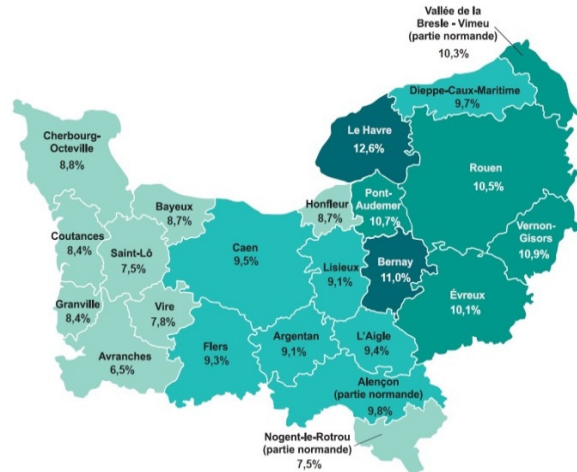 Vallée de la
Bresle - Vimeu
(partie normande)
10,3%
Dieppe-Caux-Maritime
9,7%
Le Havre
12,6%
Cherbourg-
Octeville
8,8%
Rouen
10,5%
Bayeux
8,7%
Honfleur
8,7%
Pont-
Audemer
10,7%
Coutances
8,4%
Saint-Lô
7,5%
Caen
9,5%
Lisieux
9,1%
Bernay
11,0%
Vernon-
Gisors
10,9%
Évreux
10,1%
Granville
8,4%
Vire
7,8%
Avranches
6,5%
Flers
9,3%
Argentan
9,1%
L'Aigle
9,4%
Alençon
(partie normande)
9,8%
Nogent-le-Rotrou
(partie normande)
7,5%